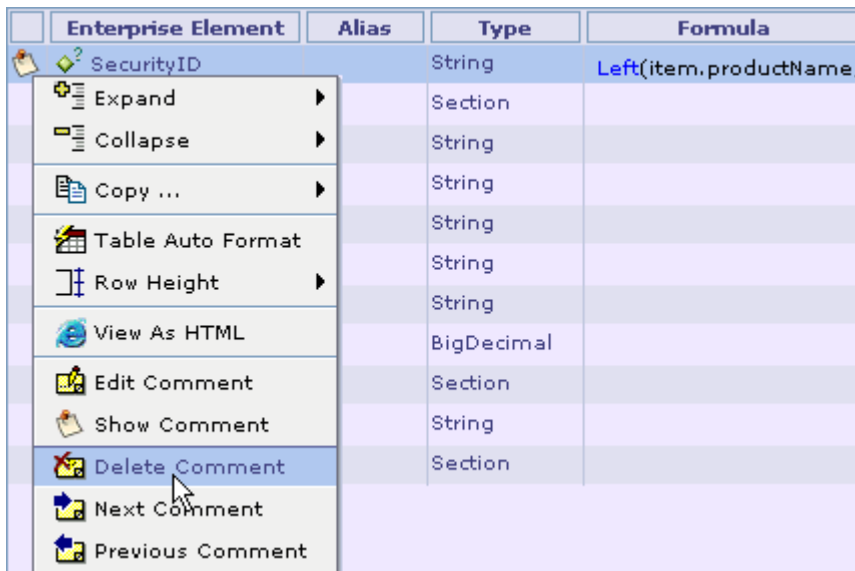 Enterprise Element Alias Type Formula
SecurityID String Left(item.productName,
Expand Section
Collapse String
Copy ... String
Table Auto Format String
Row Height String
String
View As HTML BigDecimal
Edit Comment Section
Show Comment String
Delete Comment Section
Next Comment
Previous Comment